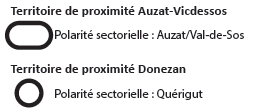 Territoire de proximité Auzat-Vicdessos
Polarité sectorielle : Auzat/Val-de-Sos
Territoire de proximité Donezan
Polarité sectorielle : Quérigut